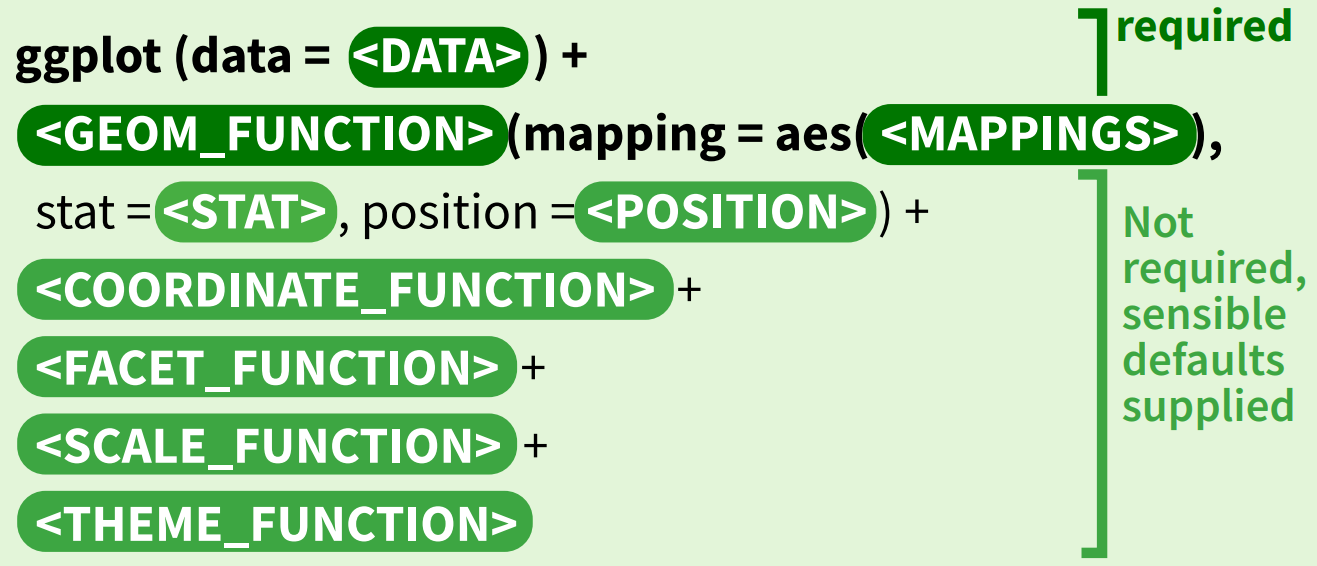 ggplot (data = <DATA>) +
<GEOM_FUNCTION>(mapping = aes(<MAPPINGS>),
stat = <STAT>, position = <POSITION>) +
<COORDINATE_FUNCTION> +
<FACET_FUNCTION> +
<SCALE_FUNCTION> +
<THEME_FUNCTION>
required
Not
required,
sensible
defaults
supplied